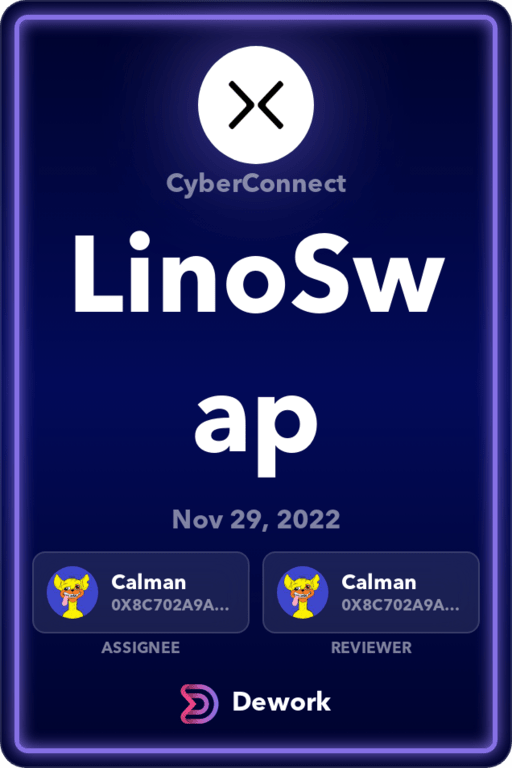 CyberConnect
LinoSw
ap
Nov 29, 2022
Calman
0X8C702A9A...
ASSIGNEE
Calman
0X8C702A9A...
REVIEWER
Dework